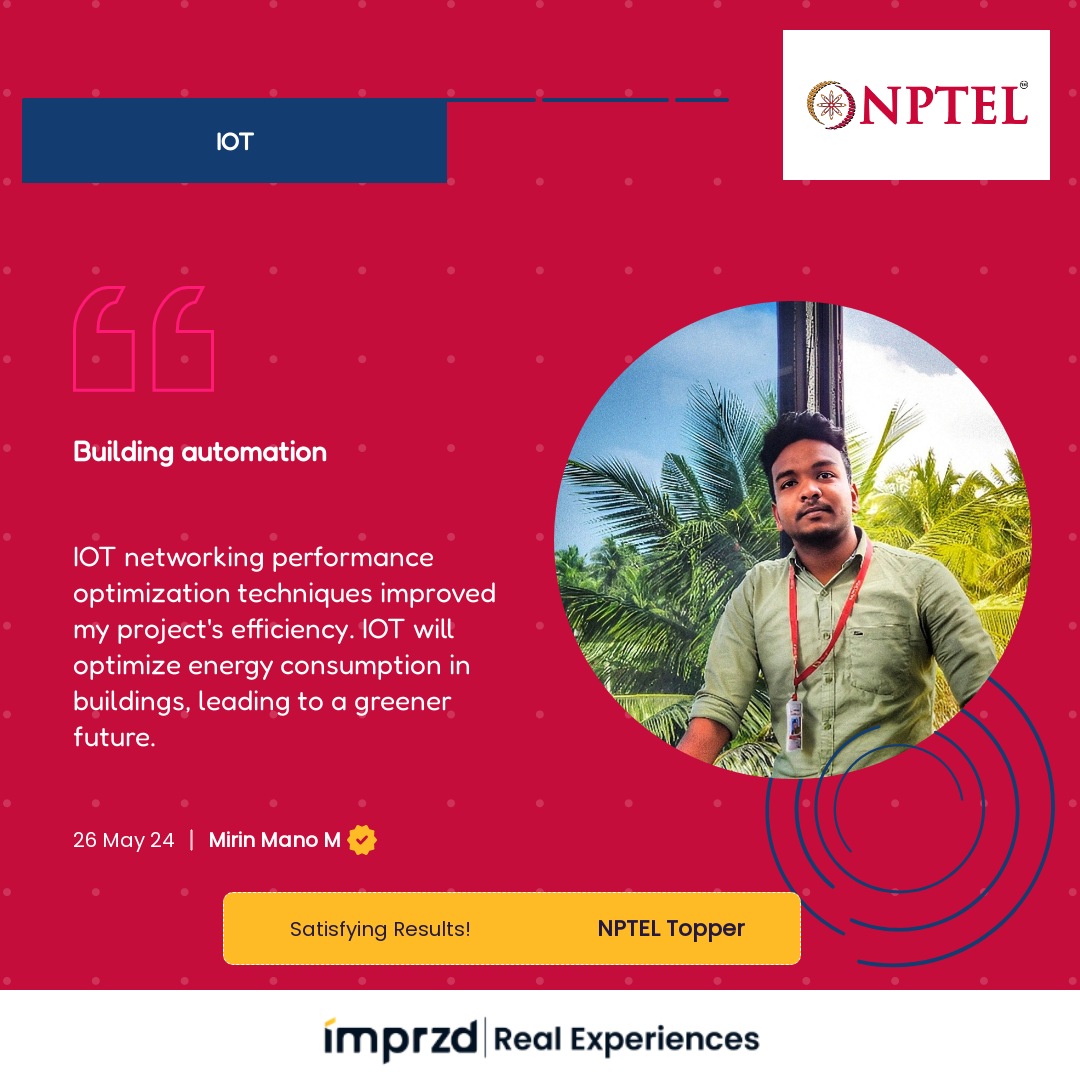 IOT
NPTEL
Building automation
IOT networking performance
optimization techniques improved
my project's efficiency. IOT will
optimize energy consumption in
buildings, leading to a greener
future.
26 May 24 | Mirin Mano M
Satisfying Results! NPTEL Topper
imprzd | Real Experiences